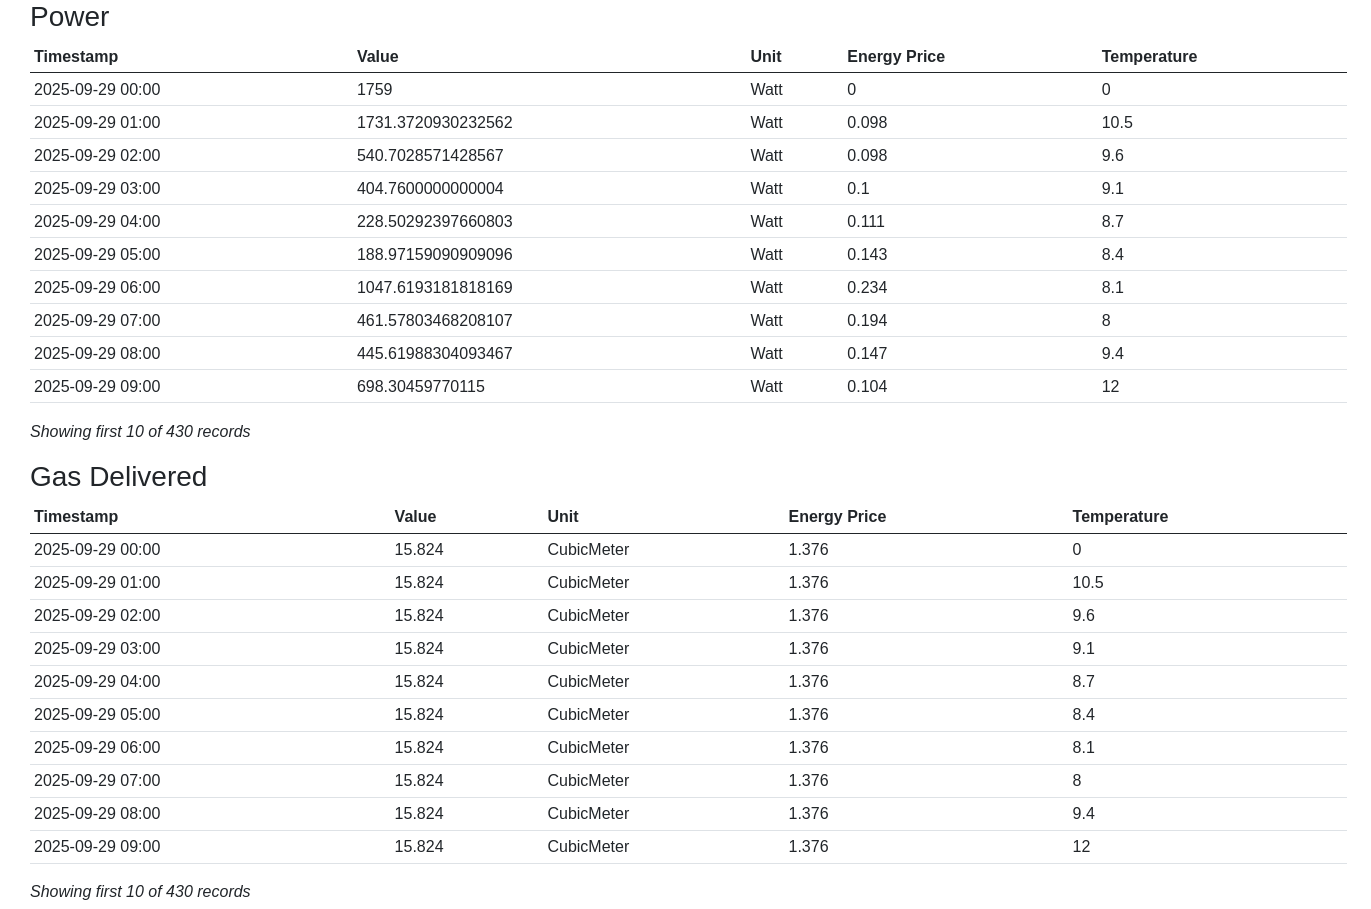 Power
Timestamp Value Unit Energy Price Temperature
2025-09-29 00:00 1759 Watt 0 0
2025-09-29 01:00 1731.3720930232562 Watt 0.098 10.5
2025-09-29 02:00 540.7028571428567 Watt 0.098 9.6
2025-09-29 03:00 404.7600000000004 Watt 0.1 9.1
2025-09-29 04:00 228.50292397660803 Watt 0.111 8.7
2025-09-29 05:00 188.97159090909096 Watt 0.143 8.4
2025-09-29 06:00 1047.6193181818169 Watt 0.234 8.1
2025-09-29 07:00 461.57803468208107 Watt 0.194 8
2025-09-29 08:00 445.61988304093467 Watt 0.147 9.4
2025-09-29 09:00 698.30459770115 Watt 0.104 12
Showing first 10 of 430 records
Gas Delivered
Timestamp Value Unit Energy Price Temperature
2025-09-29 00:00 15.824 CubicMeter 1.376 0
2025-09-29 01:00 15.824 CubicMeter 1.376 10.5
2025-09-29 02:00 15.824 CubicMeter 1.376 9.6
2025-09-29 03:00 15.824 CubicMeter 1.376 9.1
2025-09-29 04:00 15.824 CubicMeter 1.376 8.7
2025-09-29 05:00 15.824 CubicMeter 1.376 8.4
2025-09-29 06:00 15.824 CubicMeter 1.376 8.1
2025-09-29 07:00 15.824 CubicMeter 1.376 8
2025-09-29 08:00 15.824 CubicMeter 1.376 9.4
2025-09-29 09:00 15.824 CubicMeter 1.376 12
Showing first 10 of 430 records